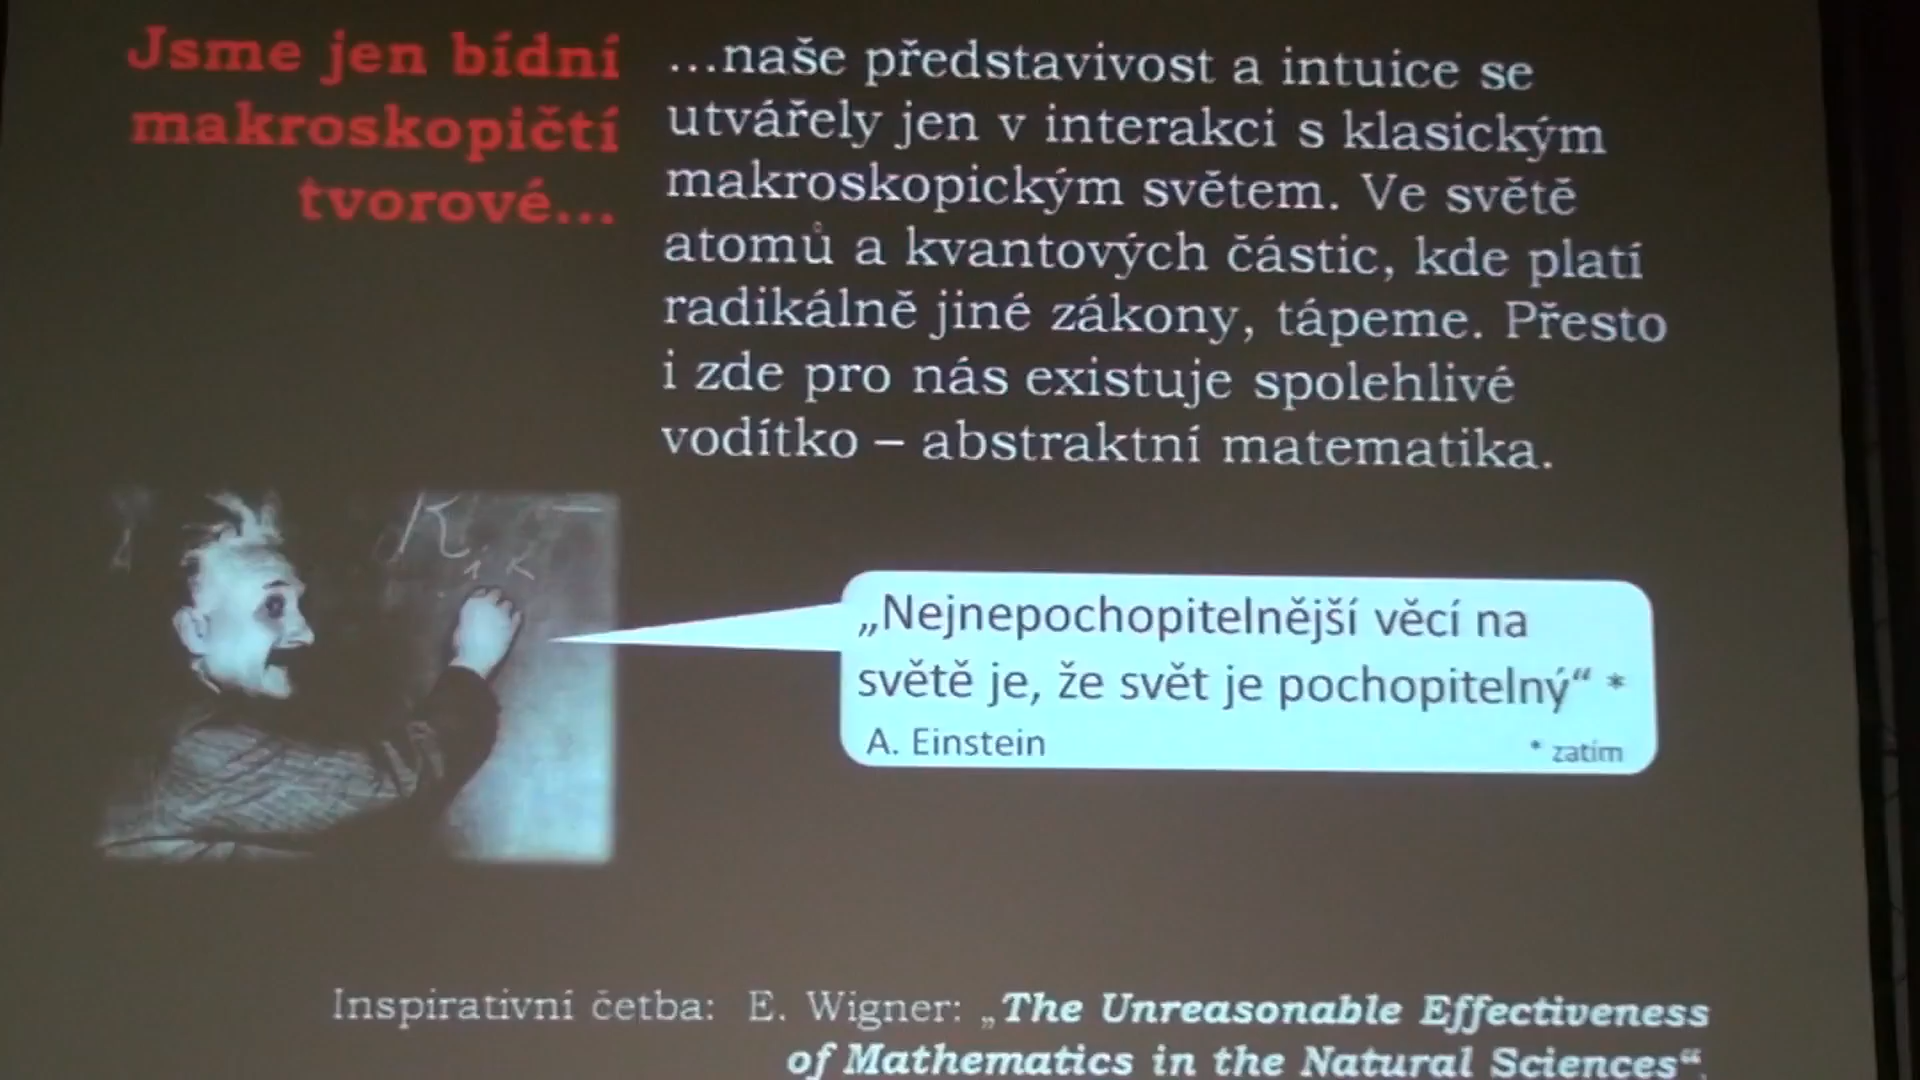 Jsme jen bídní
makroskopičtí
tvorové...
...naše představivost a intuice se
utvářely jen v interakci s klasickým
makroskopickým světem. Ve světě
atomů a kvantových částic, kde platí
radikálně jiné zákony, tápeme. Přesto
i zde pro nás existuje spolehlivé
vodítko – abstraktní matematika.
R
i K
„Nejnepochopitelnější věcí na
světě je, že svět je pochopitelný“ *
A. Einstein
* zatím
Inspirativní četba: E. Wigner: „The Unreasonable Effectiveness
of Mathematics in the Natural Sciences“.